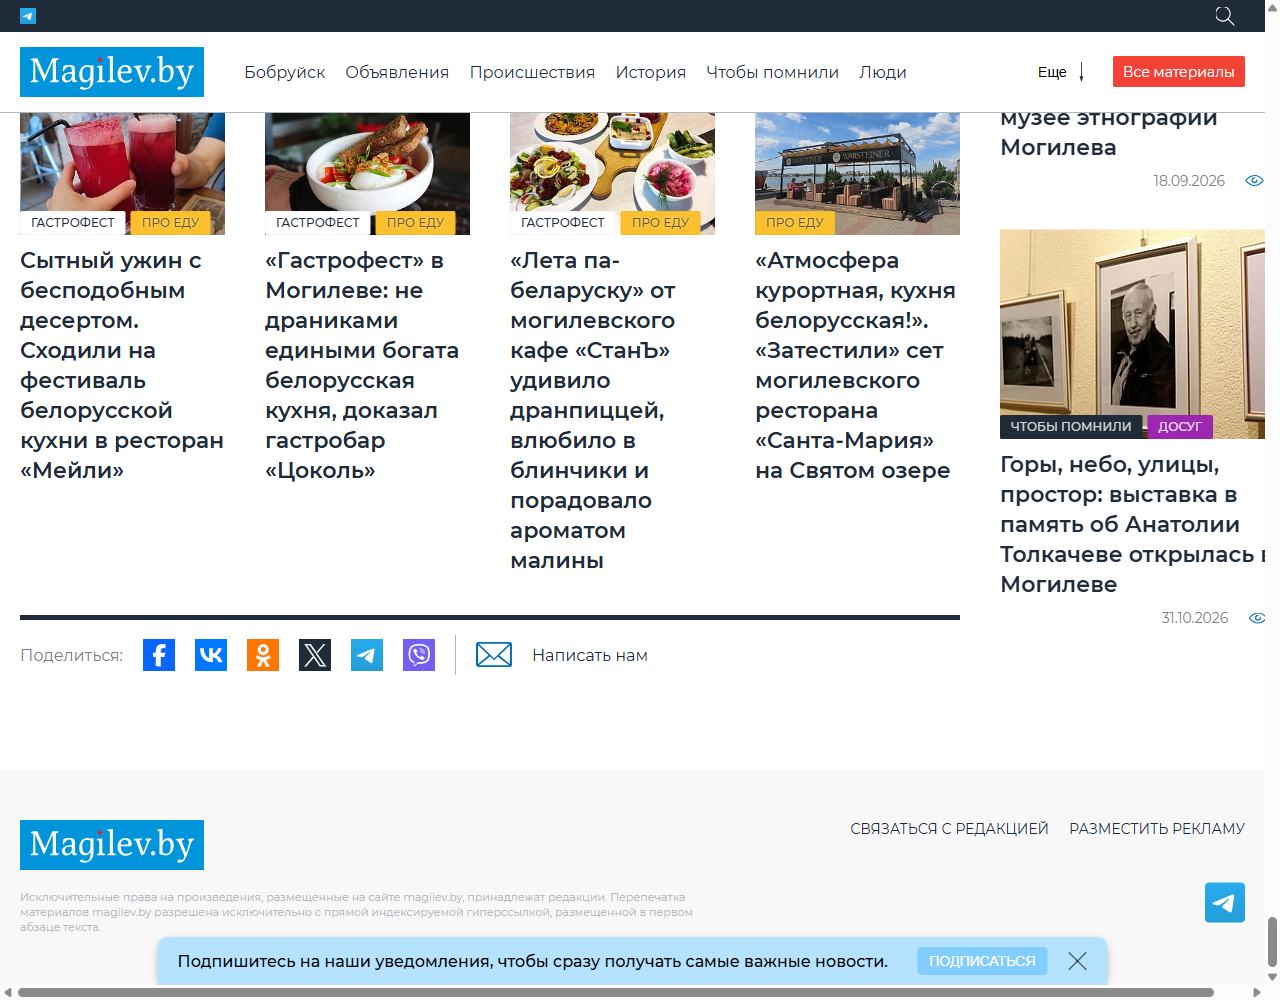 Magilev.by
Бобруйск Объявления Происшествия История Чтобы помнили Люди Еще Все материалы
музее этнографии
Могилева
18.09.2026
ГАСТРОФЕСТ ПРО ЕДУ
Сытный ужин с
бесподобным
десертом.
Сходили на
фестиваль
белорусской
кухни в ресторан
«Мейли»
ГАСТРОФЕСТ ПРО ЕДУ
«Гастрофест» в
Могилеве: не
драниками
едиными богата
белорусская
кухня, доказал
гастробар
«Цоколь»
ГАСТРОФЕСТ ПРО ЕДУ
«Лета па-
беларуску» от
могилевского
кафе «СтанЪ»
удивило
дранпиццей,
влюбило в
блинчики и
порадовало
ароматом
малины
WARSTEINER
ПРО ЕДУ
«Атмосфера
курортная, кухня
белорусская!».
«Затестили» сет
могилевского
ресторана
«Санта-Мария»
на Святом озере
ЧТОБЫ ПОМНИЛИ ДОСУГ
Горы, небо, улицы,
простор: выставка в
память об Анатолии
Толкачеве открылась в
Могилеве
31.10.2026
Поделиться: Написать нам
Magilev.by
СВЯЗАТЬСЯ С РЕДАКЦИЕЙ РАЗМЕСТИТЬ РЕКЛАМУ
Исключительные права на произведения, размещенные на сайте magilev.by, принадлежат редакции. Перепечатка
материалов magilev.by разрешена исключительно с прямой индексируемой гиперссылкой, размещенной в первом
абзаце текста.
Подпишитесь на наши уведомления, чтобы сразу получать самые важные новости. ПОДПИСАТЬСЯ